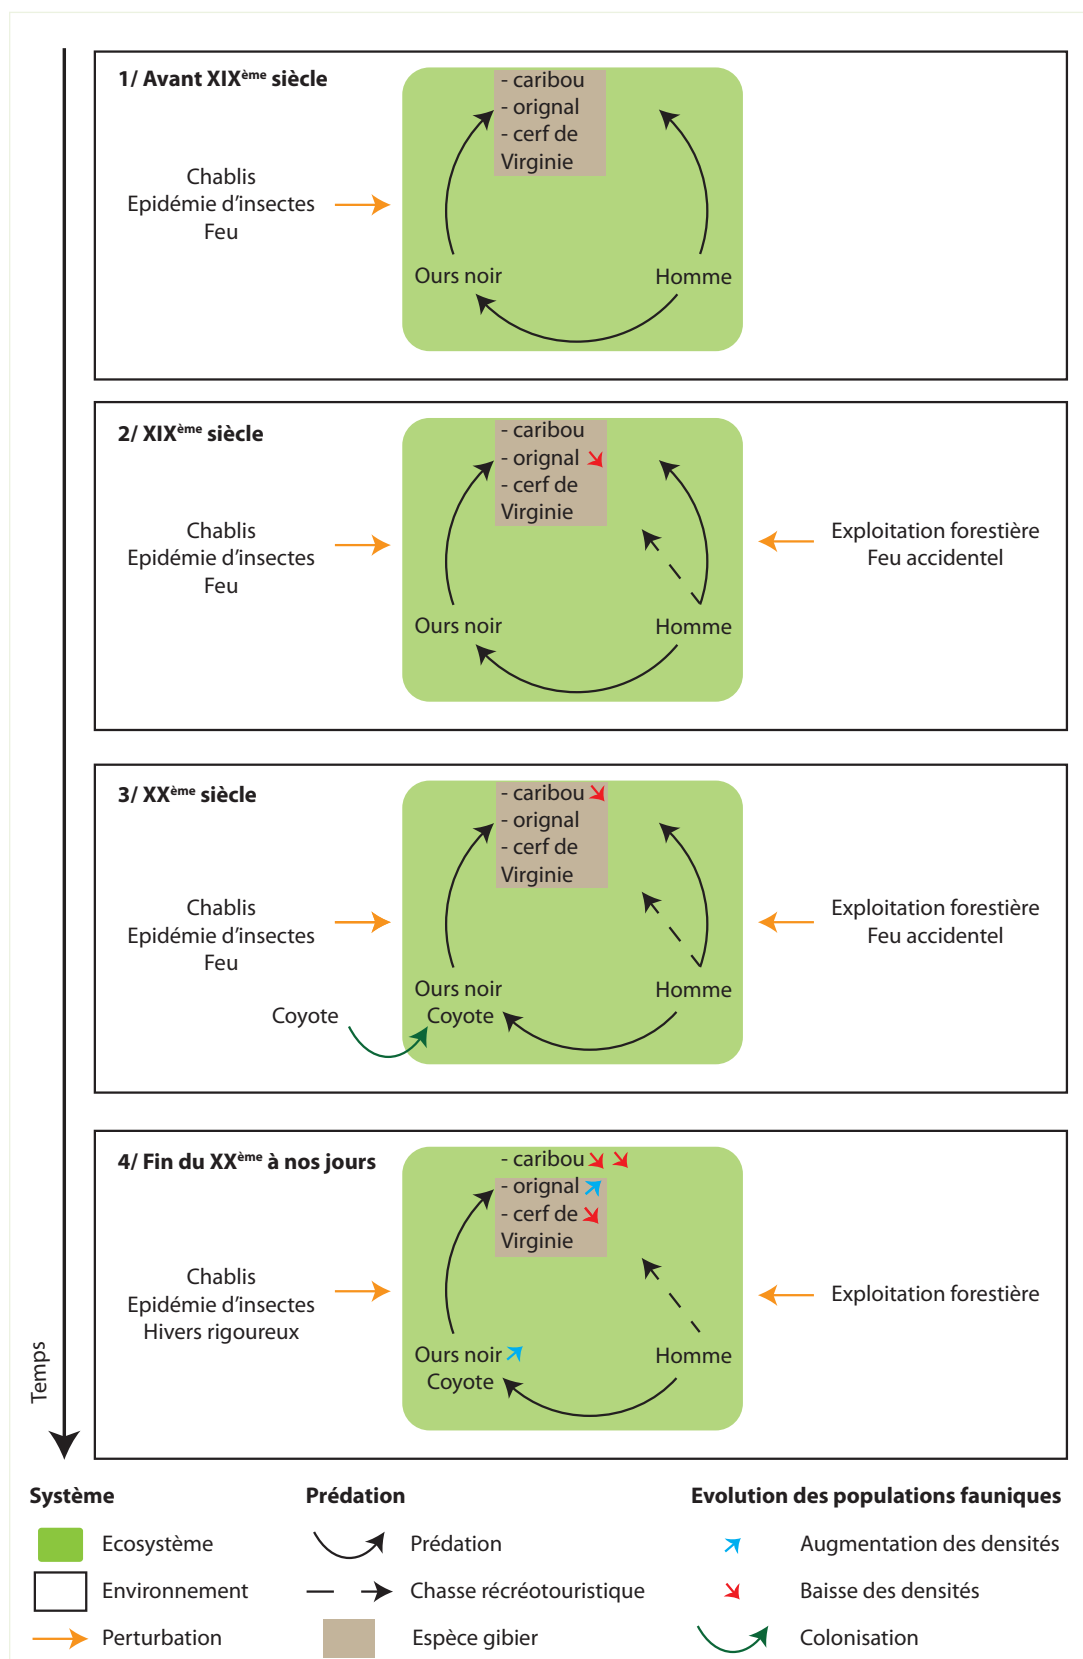 1/ Avant XIXème siècle
- caribou
- orignal
- cerf de
Virginie
Chablis
Epidémie d'insectes
Feu
Ours noir
Homme
2/ XIXème siècle
- caribou
- orignal
- cerf de
Virginie
Chablis
Epidémie d'insectes
Feu
Exploitation forestière
Feu accidentel
Ours noir
Homme
3/ XXème siècle
- caribou
- orignal
- cerf de
Virginie
Chablis
Epidémie d'insectes
Feu
Exploitation forestière
Feu accidentel
Ours noir
Coyote
Homme
Coyote
4/ Fin du XXème à nos jours
- caribou
- orignal
- cerf de
Virginie
Chablis
Epidémie d'insectes
Hivers rigoureux
Exploitation forestière
Ours noir
Coyote
Homme
Temps
Système
Ecosystème
Environnement
Perturbation
Prédation
Prédation
Chasse récréotouristique
Espèce gibier
Evolution des populations fauniques
Augmentation des densités
Baisse des densités
Colonisation